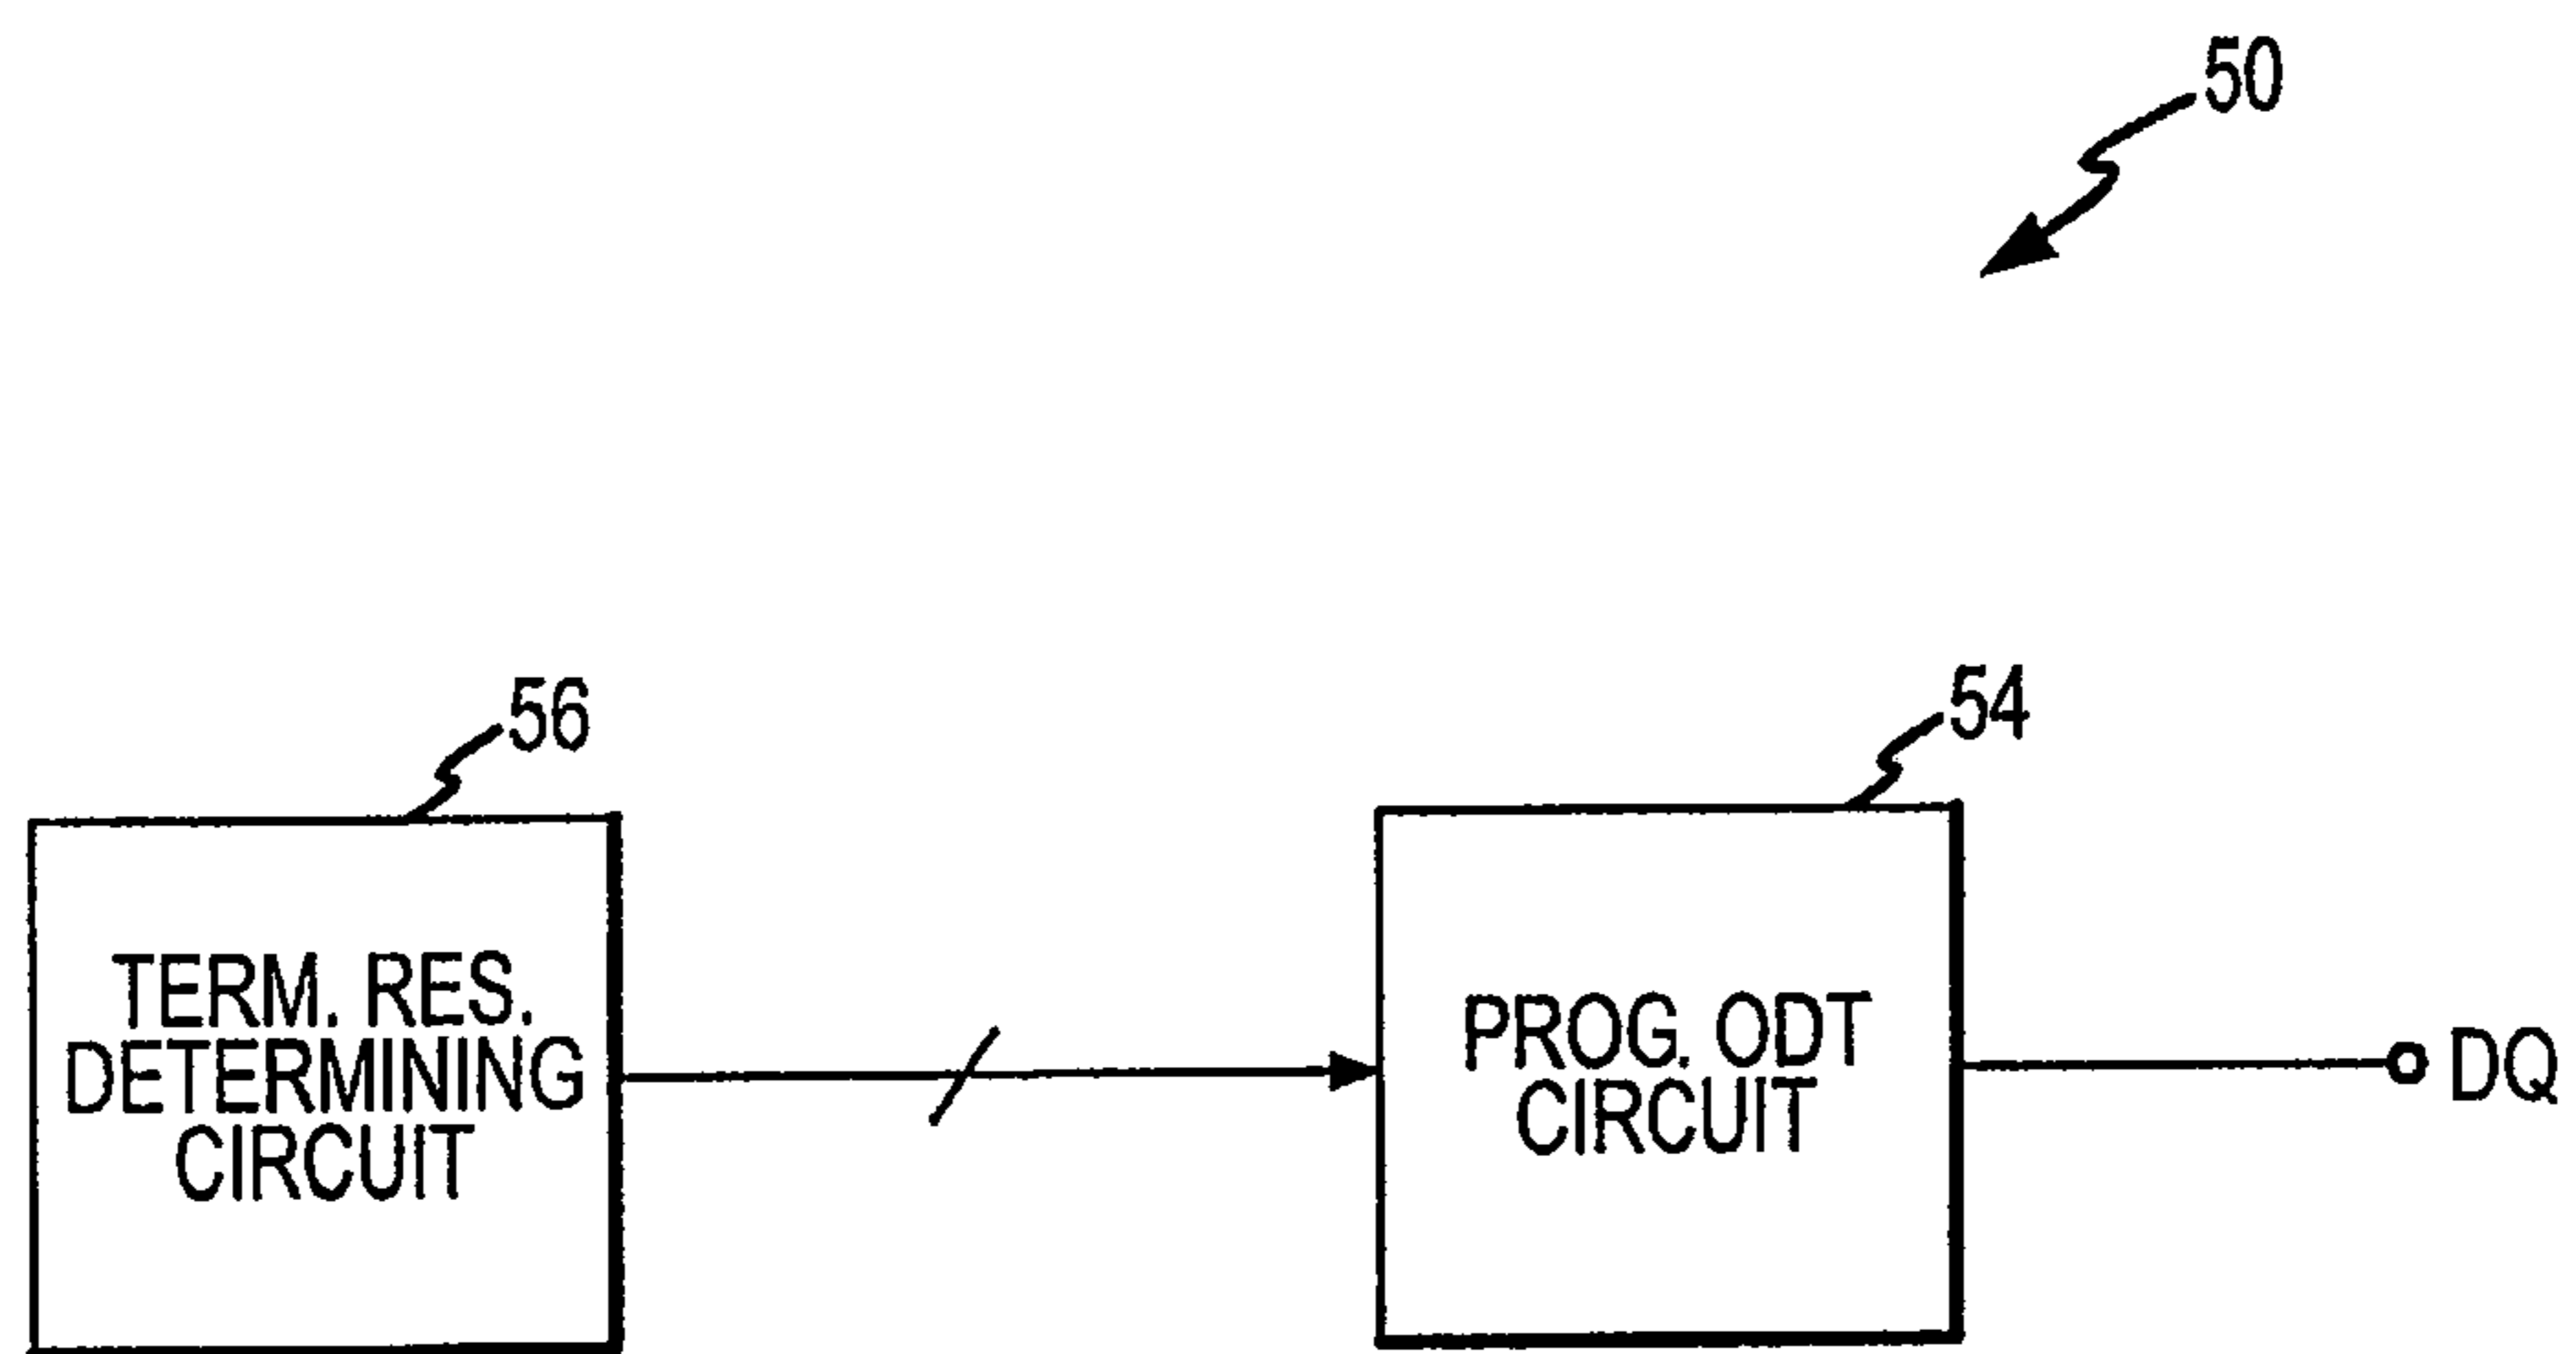 50
56
54
TERM. RES.
DETERMINING
CIRCUIT
PROG. ODT
CIRCUIT
DQ